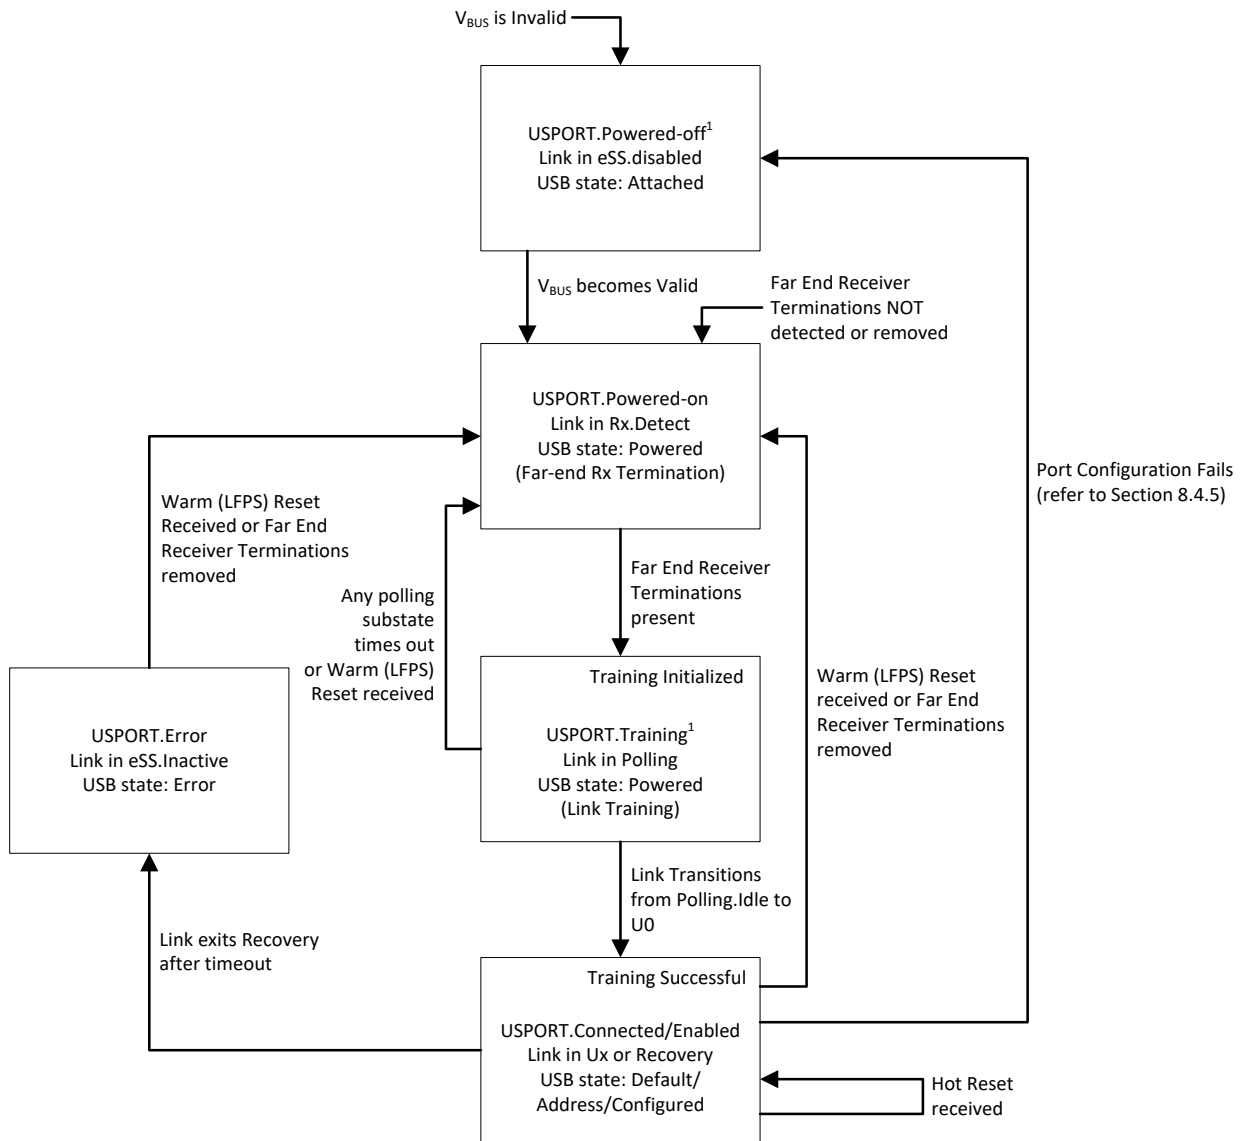 V_BUS is Invalid
USPORT.Powered-off¹
Link in eSS.disabled
USB state: Attached
V_BUS becomes Valid
Far End Receiver
Terminations NOT
detected or removed
USPORT.Powered-on
Link in Rx.Detect
USB state: Powered
(Far-end Rx Termination)
Port Configuration Fails
(refer to Section 8.4.5)
Warm (LFPS) Reset
Received or Far End
Receiver Terminations
removed
Any polling
substate
times out
or Warm (LFPS)
Reset received
Far End Receiver
Terminations
present
Training Initialized
USPORT.Training¹
Link in Polling
USB state: Powered
(Link Training)
Warm (LFPS) Reset
received or Far End
Receiver Terminations
removed
USPORT.Error
Link in eSS.Inactive
USB state: Error
Link Transitions
from Polling.Idle to
U0
Link exits Recovery
after timeout
Training Successful
USPORT.Connected/Enabled
Link in Ux or Recovery
USB state: Default/
Address/Configured
Hot Reset
received